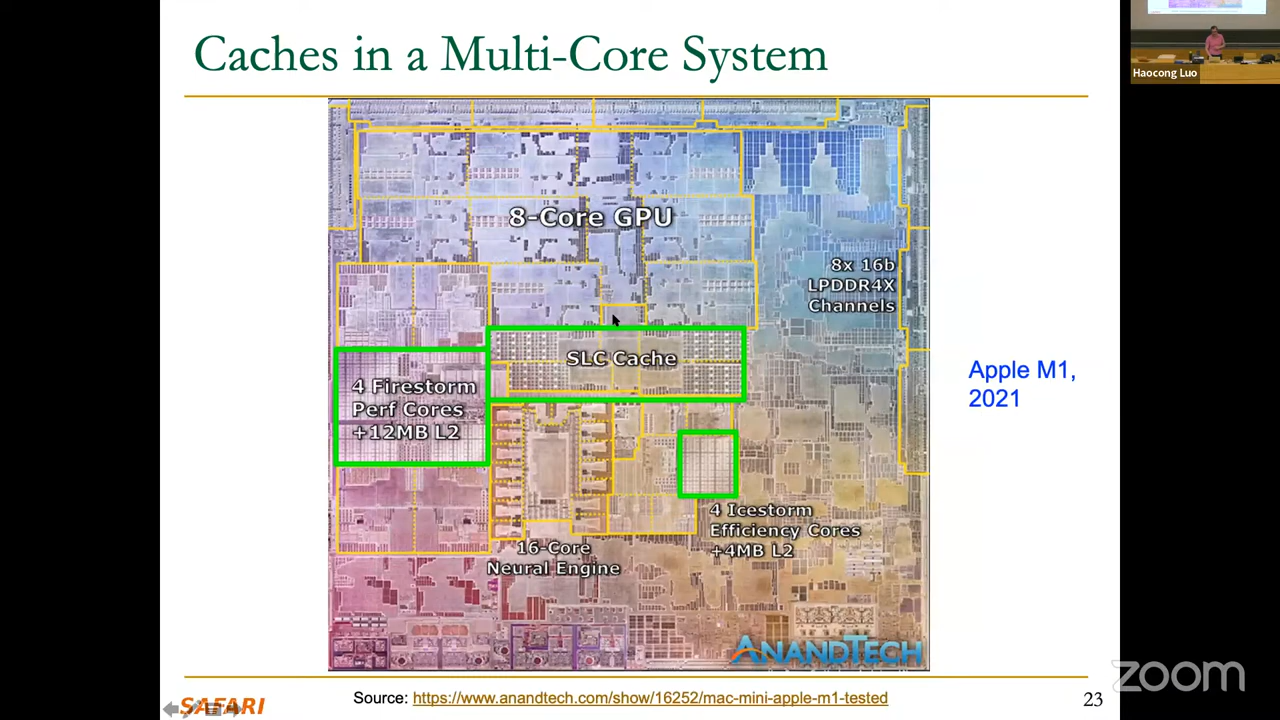 Caches in a Multi-Core System
Haocong Luo
8-Core GPU
8x 16b
LPDDR4X
Channels
SLC Cache
4 Firestorm
Perf Cores
+12MB L2
Apple M1,
2021
4 Icestorm
Efficiency Cores
+4MB L2
16-Core
Neural Engine
ANANDTECH
SAFARI
Source: https://www.anandtech.com/show/16252/mac-mini-apple-m1-tested
23
zoom